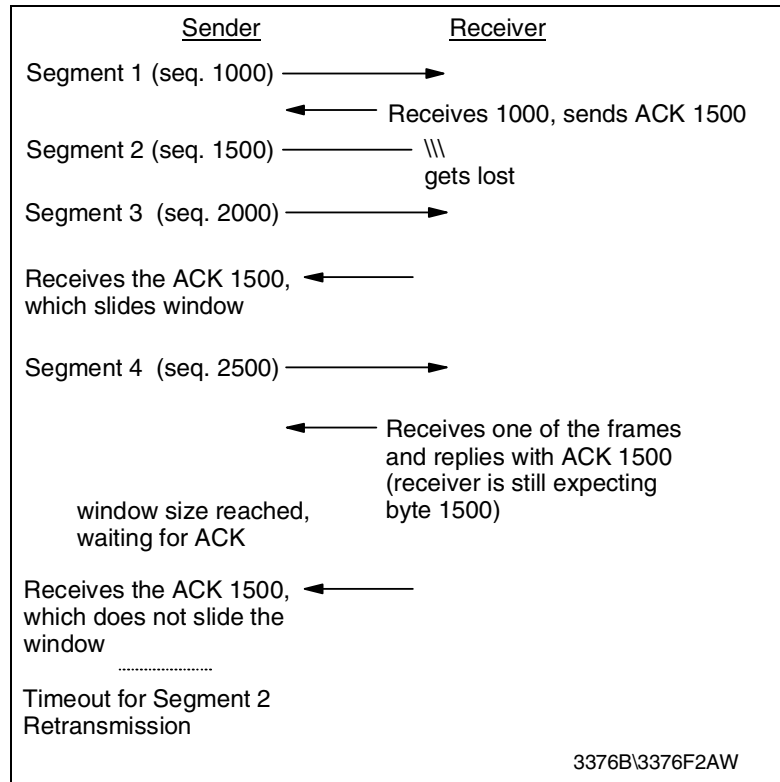 Sender Receiver
Segment 1 (seq. 1000)
Receives 1000, sends ACK 1500
Segment 2 (seq. 1500) \\\
gets lost
Segment 3 (seq. 2000)
Receives the ACK 1500,
which slides window
Segment 4 (seq. 2500)
Receives one of the frames
and replies with ACK 1500
(receiver is still expecting
byte 1500)
window size reached,
waiting for ACK
Receives the ACK 1500,
which does not slide the
window
Timeout for Segment 2
Retransmission
3376B\3376F2AW